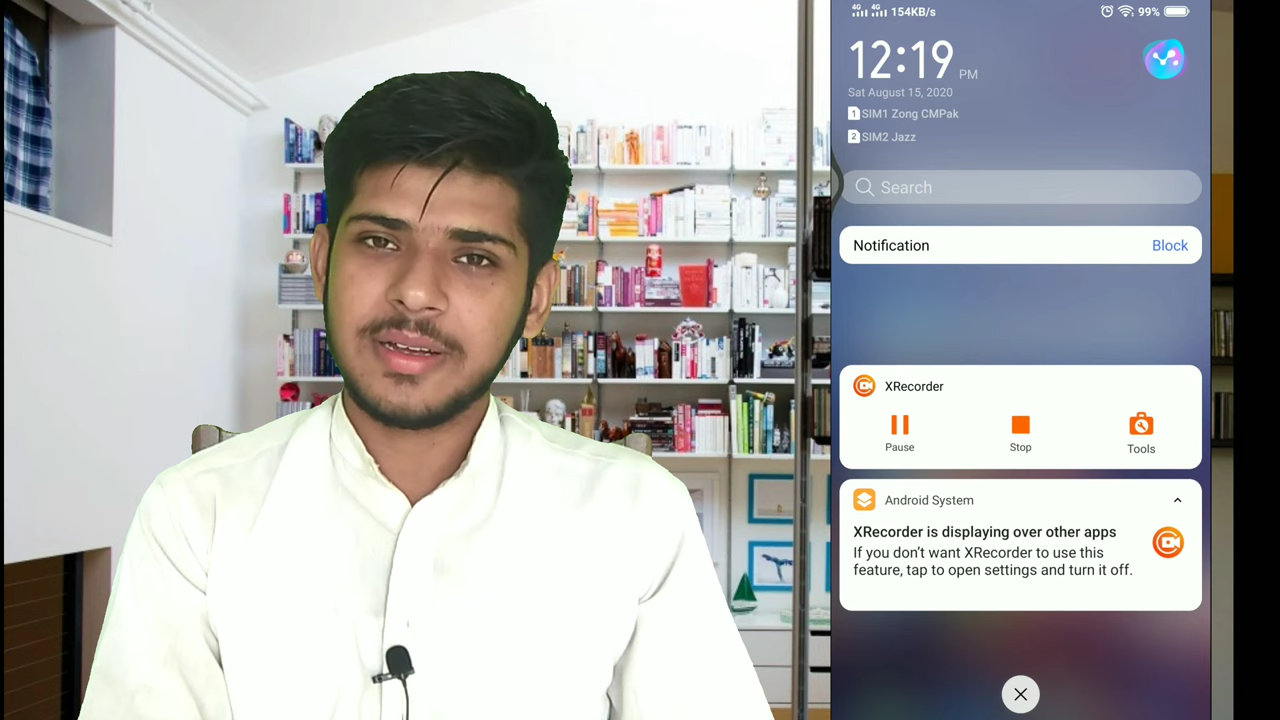 4G 4G 154KB/s 99%
12:19 PM
Sat August 15, 2020
1 SIM1 Zong CMPak
2 SIM2 Jazz
Search
Notification Block
XRecorder
Pause Stop Tools
Android System
XRecorder is displaying over other apps
If you don't want XRecorder to use this
feature, tap to open settings and turn it off.